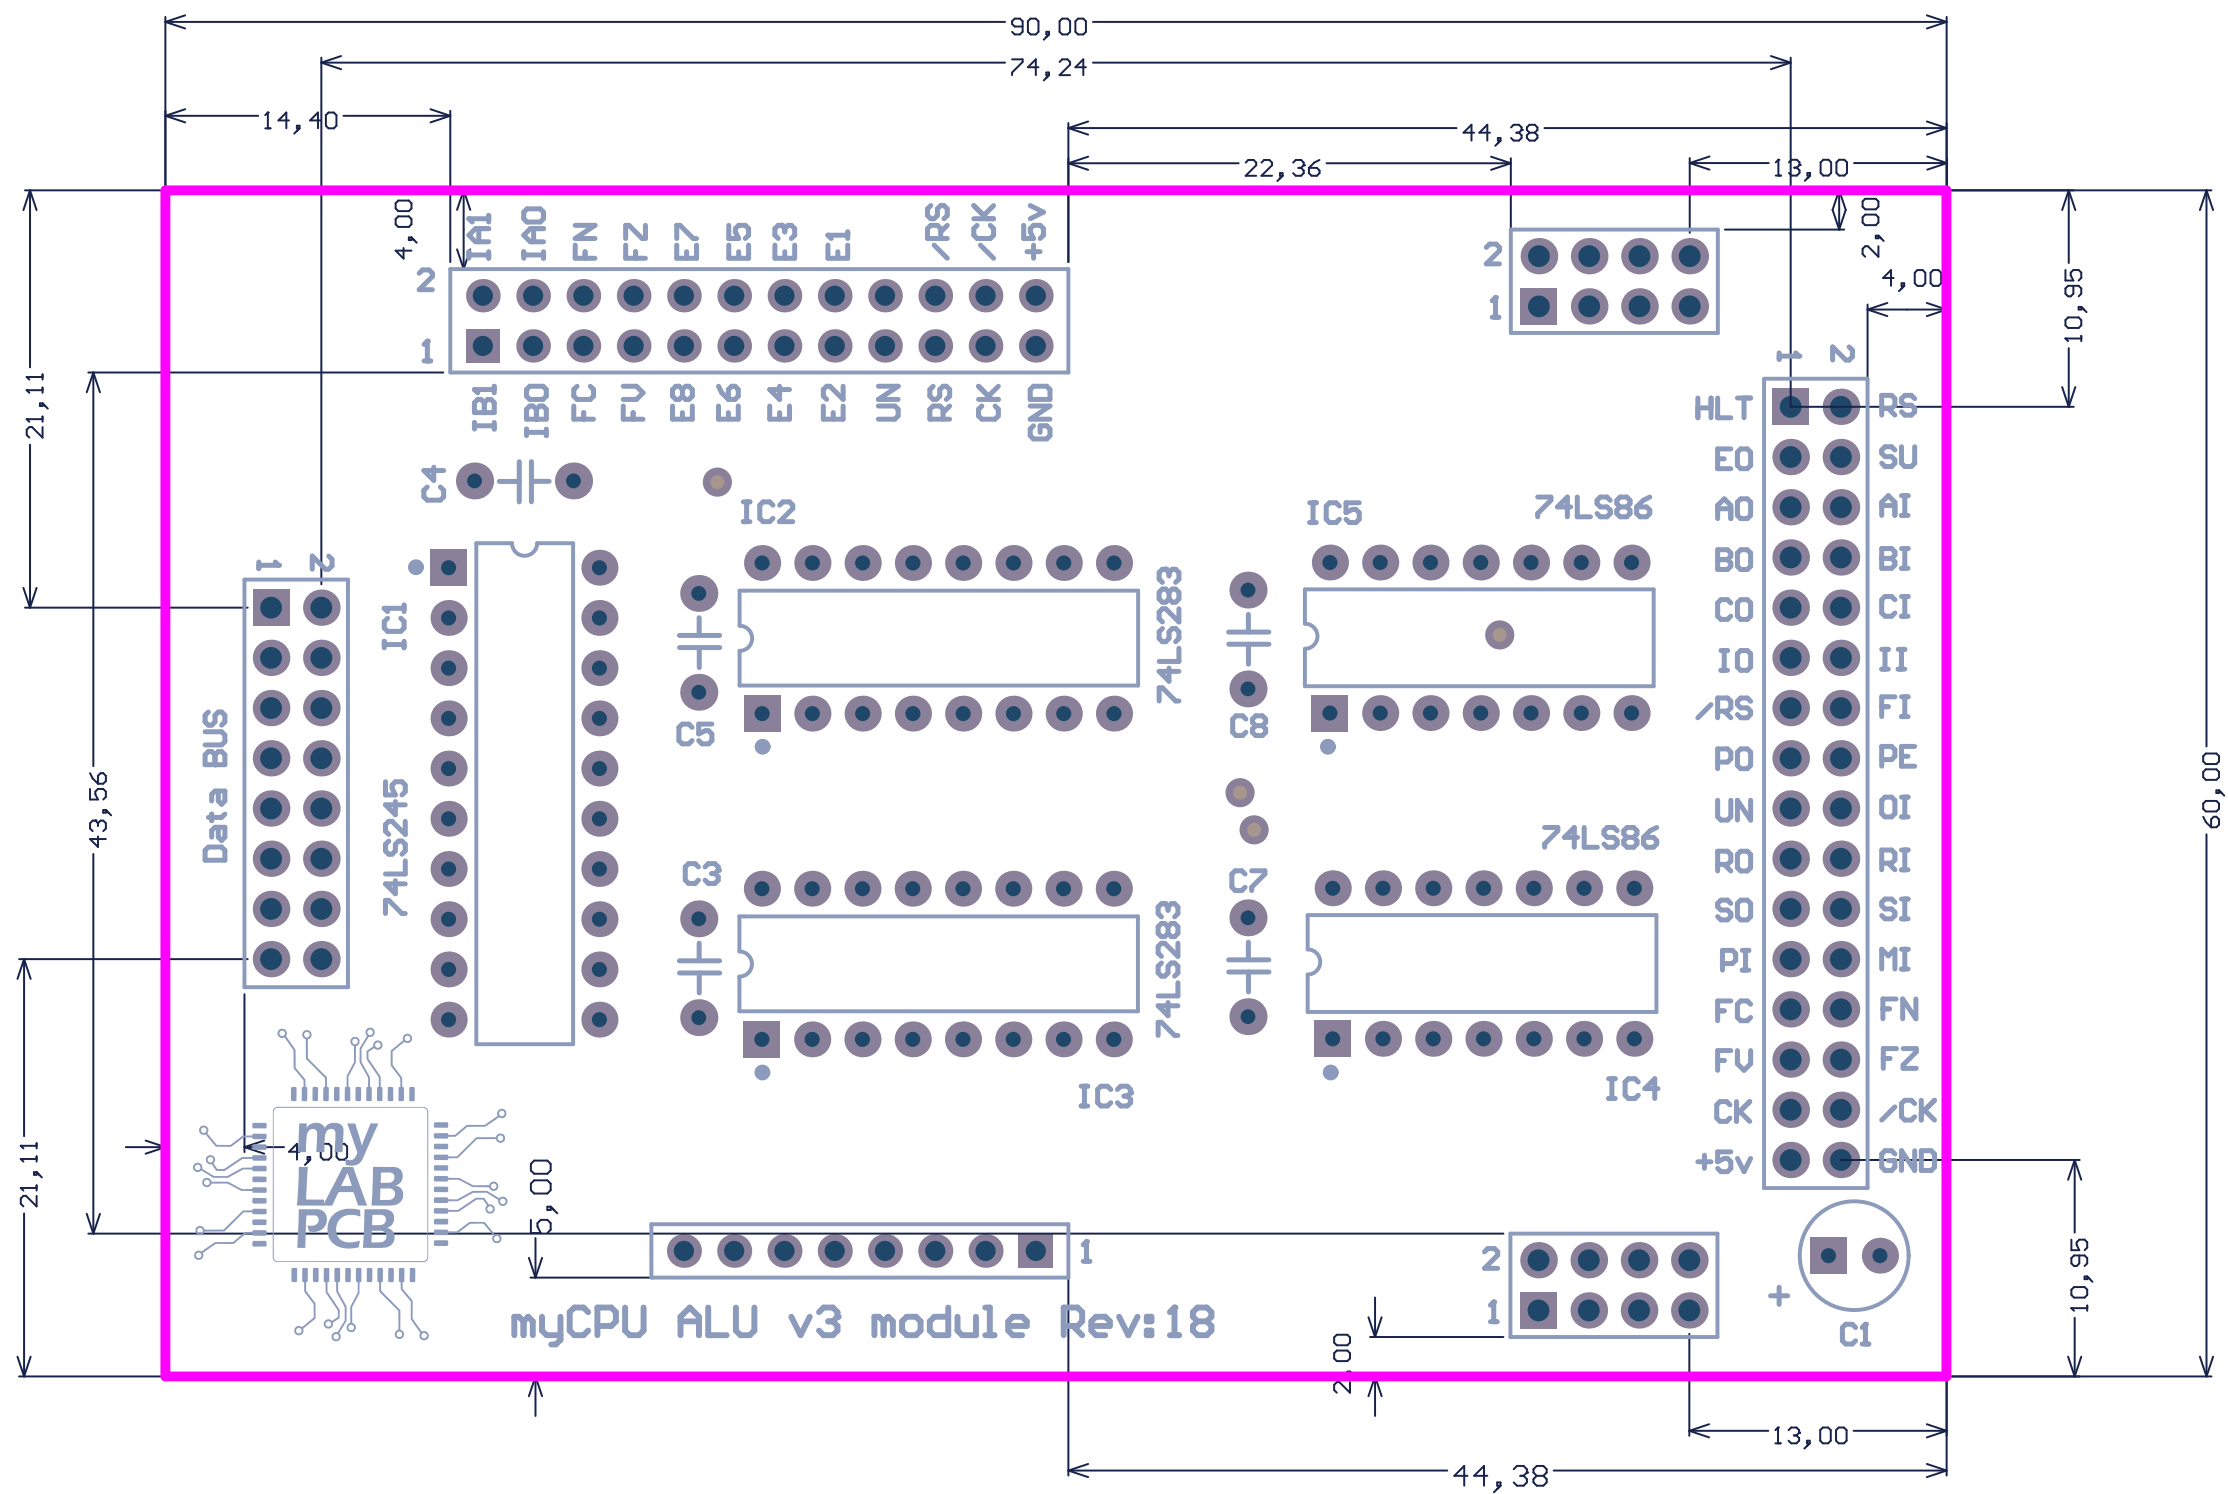 90,00
74,24
14,40
44,38
22,36
13,00
4,00
IA1 IA0 FN FZ E7 E5 E3 E1 /RS /CK +5v
2
1
IB1 IB0 FC FV E8 E6 E4 E2 UN RS CK GND
2
1
2,00
4,00
10,95
21,11
43,56
60,00
1 2
HLT RS
EO SU
AO AI
BO BI
CO CI
IO II
/RS FI
PO PE
UN OI
RO RI
SO SI
PI MI
FC FN
FV FZ
CK /CK
+5v GND
C4
IC2
IC5
74LS86
1 2
IC1
74LS283
C5
C8
Data BUS
74LS245
74LS86
C3
C7
74LS283
IC3
IC4
my
LAB
PCB
4,00
21,11
5,00
1
2
1
+
C1
10,95
myCPU ALU v3 module Rev:18
2,00
13,00
44,38